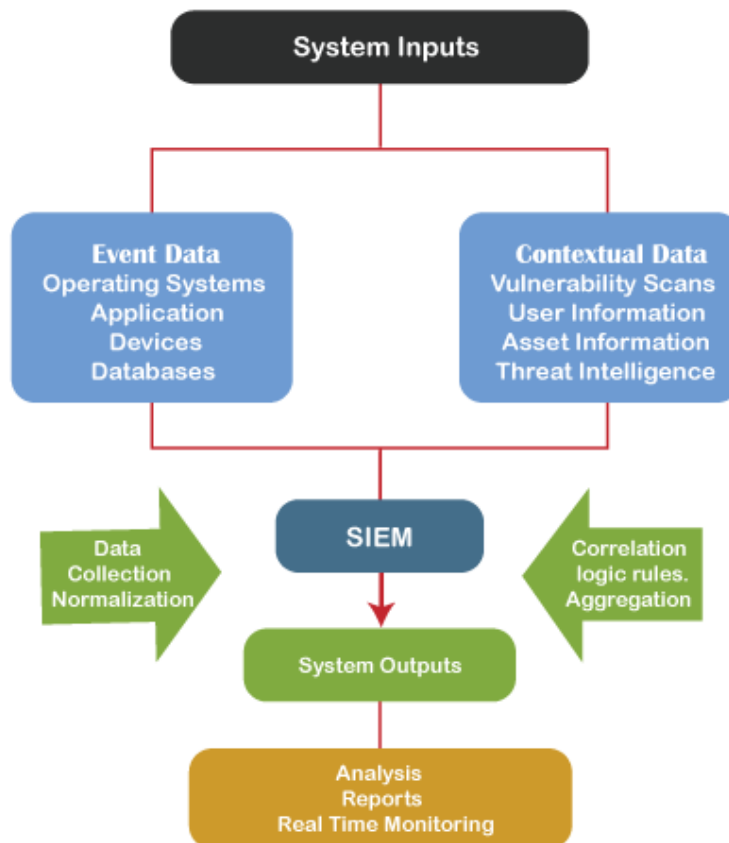 System Inputs
Event Data
Operating Systems
Application
Devices
Databases
Contextual Data
Vulnerability Scans
User Information
Asset Information
Threat Intelligence
SIEM
Data
Collection
Normalization
Correlation
logic rules.
Aggregation
System Outputs
Analysis
Reports
Real Time Monitoring